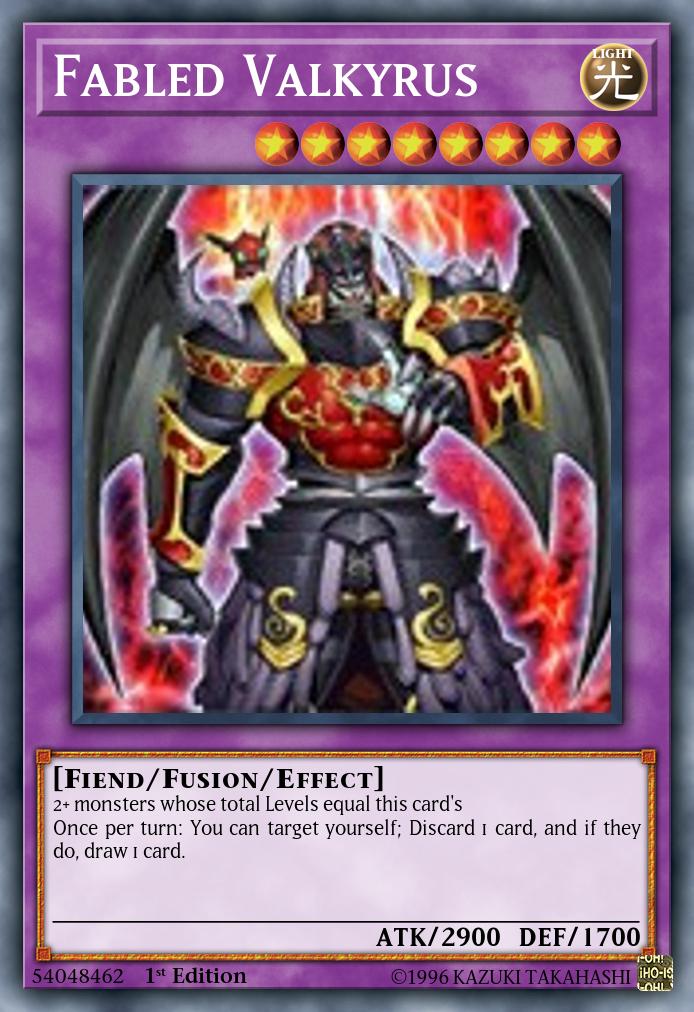 Fabled Valkyrus
LIGHT
光
[Fiend/Fusion/Effect]
2+ monsters whose total Levels equal this card's
Once per turn: You can target yourself; Discard 1 card, and if they
do, draw 1 card.
ATK/2900 DEF/1700
54048462 1st Edition ©1996 KAZUKI TAKAHASHI